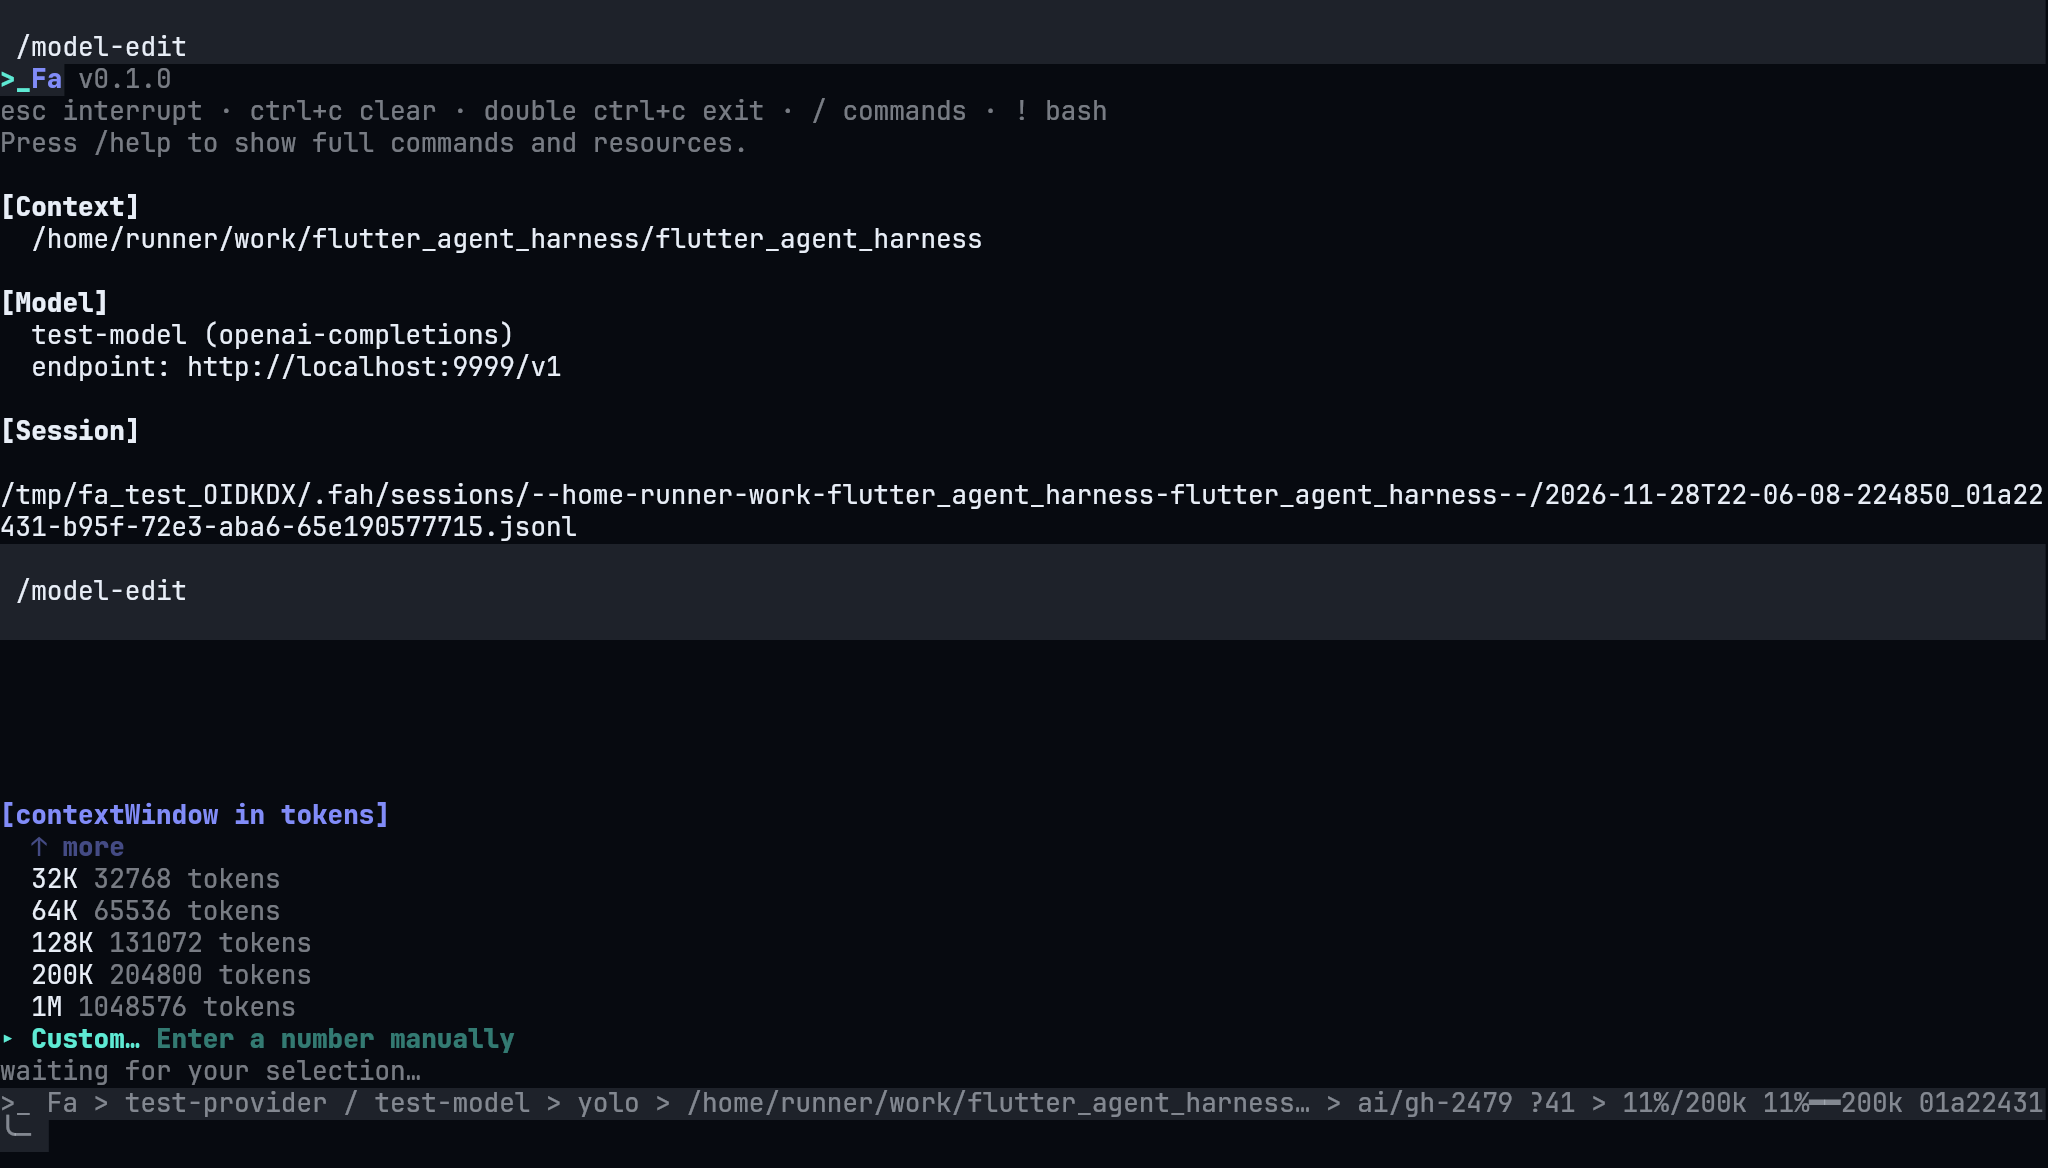 /model-edit
>_Fa v0.1.0
esc interrupt · ctrl+c clear · double ctrl+c exit · / commands · ! bash
Press /help to show full commands and resources.
[Context]
/home/runner/work/flutter_agent_harness/flutter_agent_harness
[Model]
test-model (openai-completions)
endpoint: http://localhost:9999/v1
[Session]
/tmp/fa_test_OIDKDX/.fah/sessions/--home-runner-work-flutter_agent_harness-flutter_agent_harness--/2026-11-28T22-06-08-224850_01a22
431-b95f-72e3-aba6-65e190577715.jsonl
/model-edit
[contextWindow in tokens]
↑ more
32K 32768 tokens
64K 65536 tokens
128K 131072 tokens
200K 204800 tokens
1M 1048576 tokens
▸ Custom… Enter a number manually
waiting for your selection…
>_ Fa > test-provider / test-model > yolo > /home/runner/work/flutter_agent_harness… > ai/gh-2479 ?41 > 11%/200k 11%━━200k 01a22431